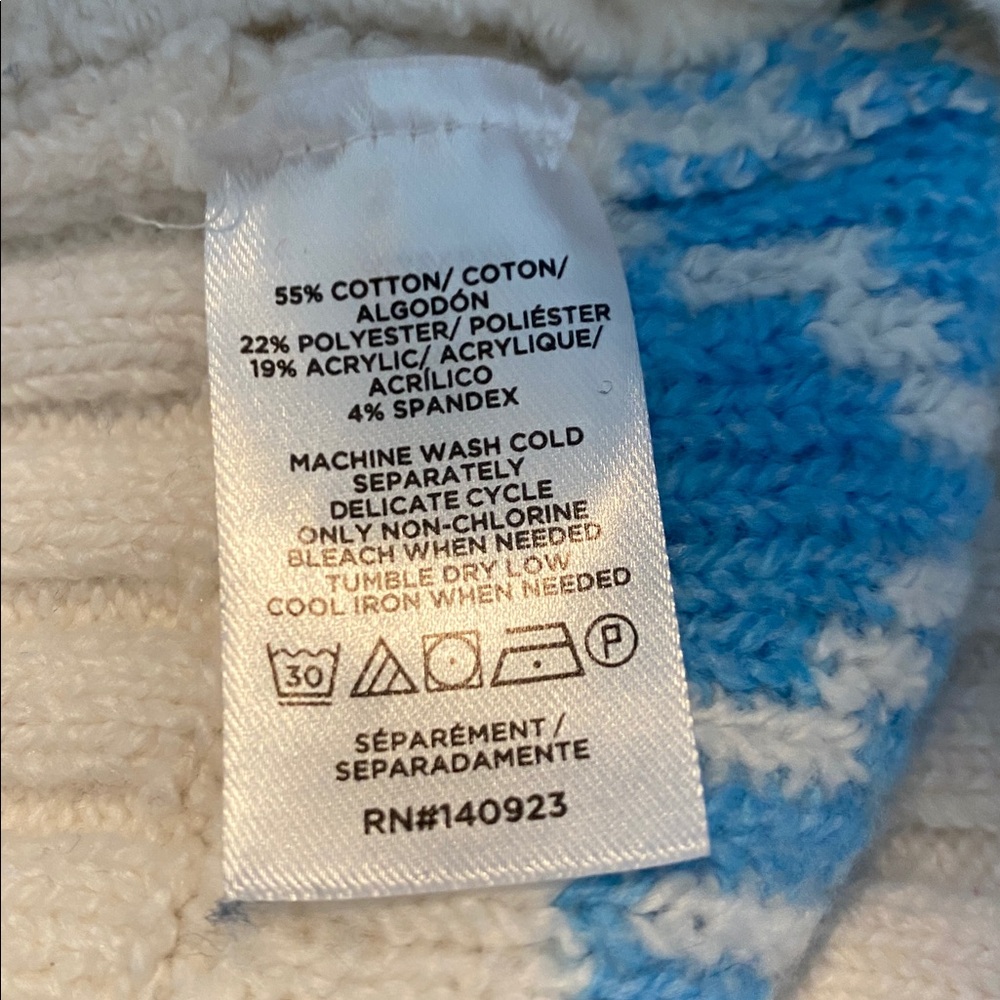 55% COTTON/ COTON/
ALGODÓN
22% POLYESTER/ POLIÉSTER
19% ACRYLIC/ ACRYLIQUE/
ACRÍLICO
4% SPANDEX
MACHINE WASH COLD
SEPARATELY
DELICATE CYCLE
ONLY NON-CHLORINE
BLEACH WHEN NEEDED
TUMBLE DRY LOW
COOL IRON WHEN NEEDED
30 P
SÉPARÉMENT /
SEPARADAMENTE
RN#140923